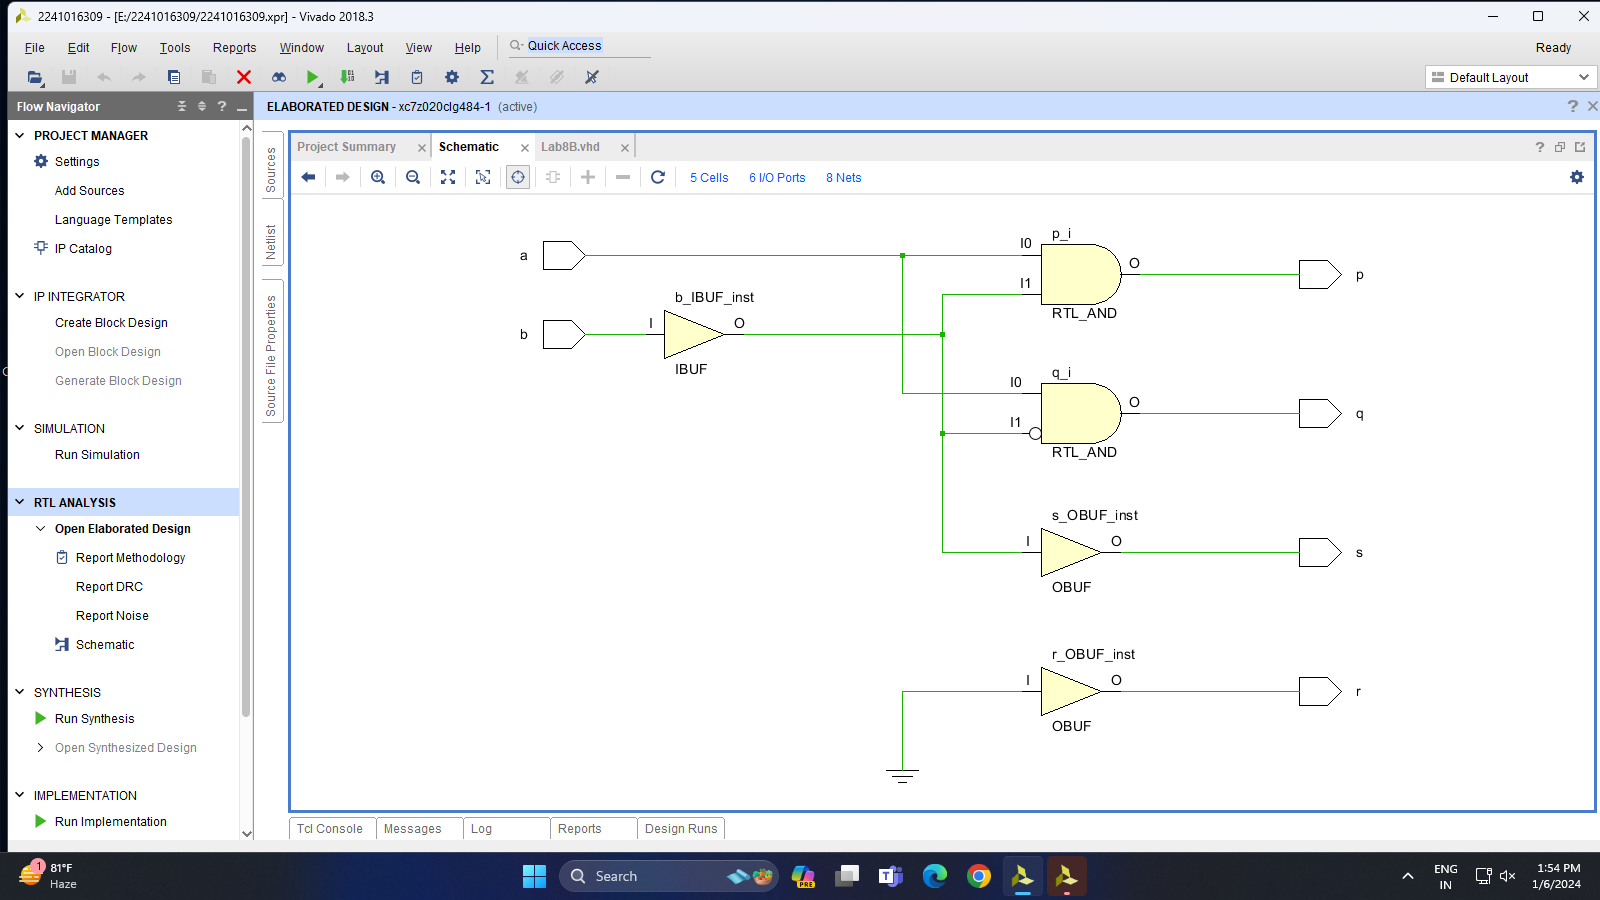 2241016309 - [E:/2241016309/2241016309.xpr] - Vivado 2018.3
File Edit Flow Tools Reports Window Layout View Help Quick Access Ready
Default Layout
Flow Navigator
ELABORATED DESIGN - xc7z020clg484-1 (active)
PROJECT MANAGER
Settings
Add Sources
Language Templates
IP Catalog
IP INTEGRATOR
Create Block Design
Open Block Design
Generate Block Design
SIMULATION
Run Simulation
RTL ANALYSIS
Open Elaborated Design
Report Methodology
Report DRC
Report Noise
Schematic
SYNTHESIS
Run Synthesis
Open Synthesized Design
IMPLEMENTATION
Run Implementation
Sources
Netlist
Source File Properties
Project Summary Schematic Lab8B.vhd
5 Cells 6 I/O Ports 8 Nets
a
b
b_IBUF_inst
I O
IBUF
p_i
I0
I1
O
RTL_AND
p
q_i
I0
I1
O
RTL_AND
q
s_OBUF_inst
I O
OBUF
s
r_OBUF_inst
I O
OBUF
r
Tcl Console Messages Log Reports Design Runs
1
81°F
Haze
Search
PRE
ENG
IN
1:54 PM
1/6/2024